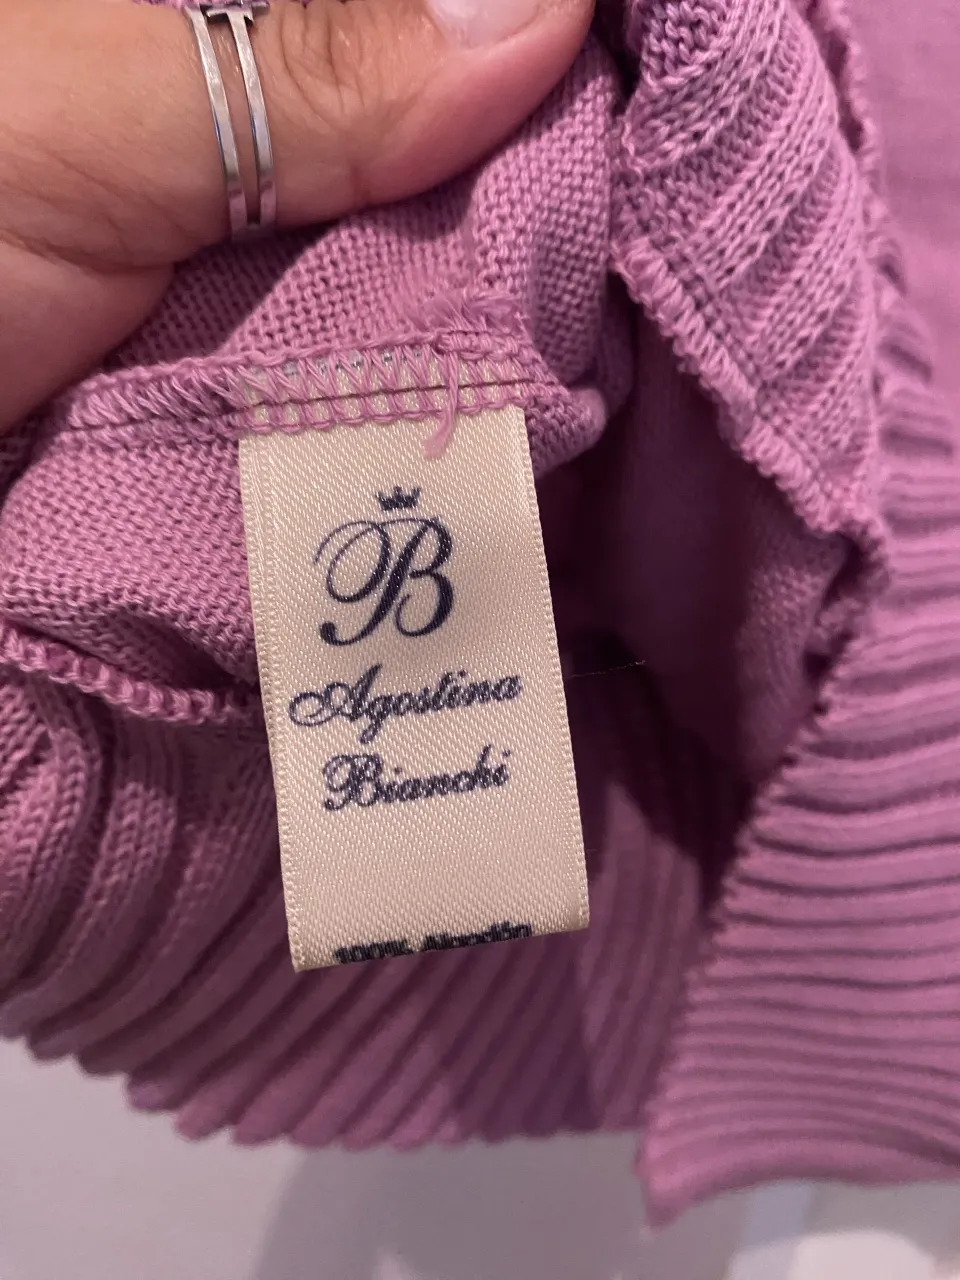 B
Agostina
Bianchi
100% Algodón